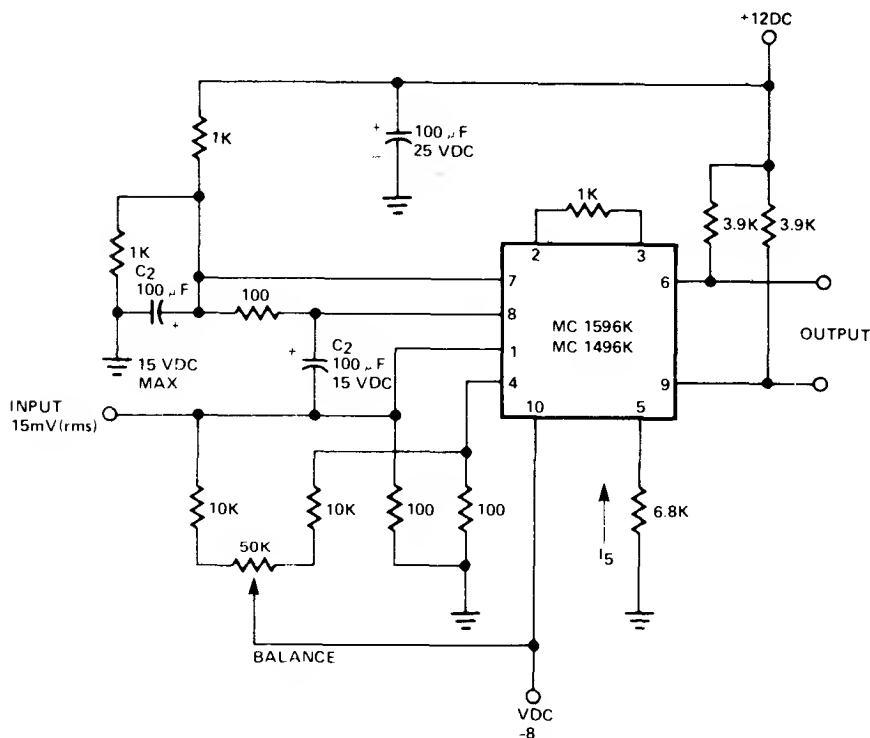 +12DC
1K
+
100 µF
-
25 VDC
1K
3.9K
3.9K
1K
2
3
C2
100 µF
+
100
7
6
8
MC 1596K
MC 1496K
OUTPUT
+
C2
100 µF
15 VDC
1
15 VDC
MAX
4
9
INPUT
15mV(rms)
10
5
10K
10K
100
100
6.8K
I5
50K
BALANCE
VDC
-8